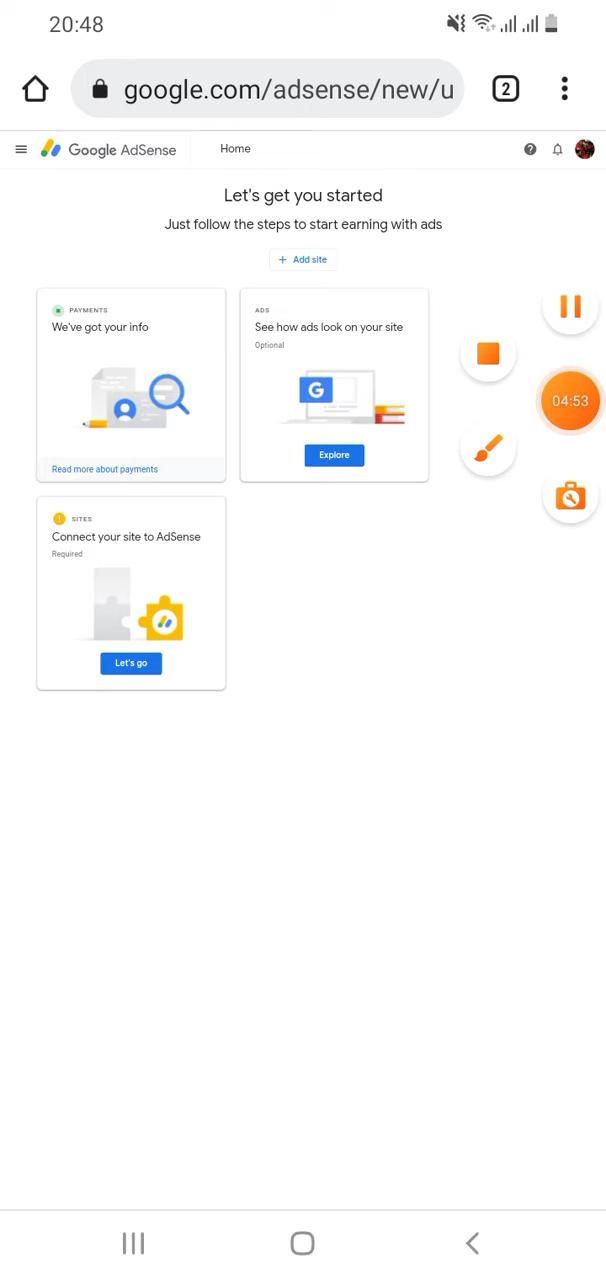 20:48
google.com/adsense/new/u
2
Google AdSense
Home
Let's get you started
Just follow the steps to start earning with ads
+ Add site
PAYMENTS
We've got your info
Read more about payments
ADS
See how ads look on your site
Optional
G
Explore
04:53
SITES
Connect your site to AdSense
Required
Let's go